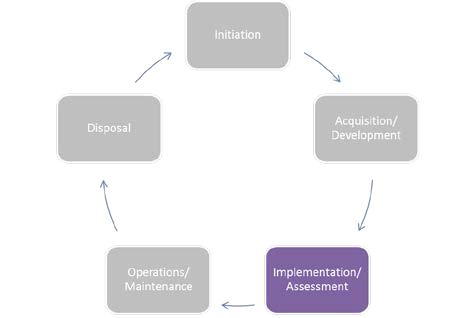 Initiation
Acquisition/
Development
Implementation/
Assessment
Operations/
Maintenance
Disposal